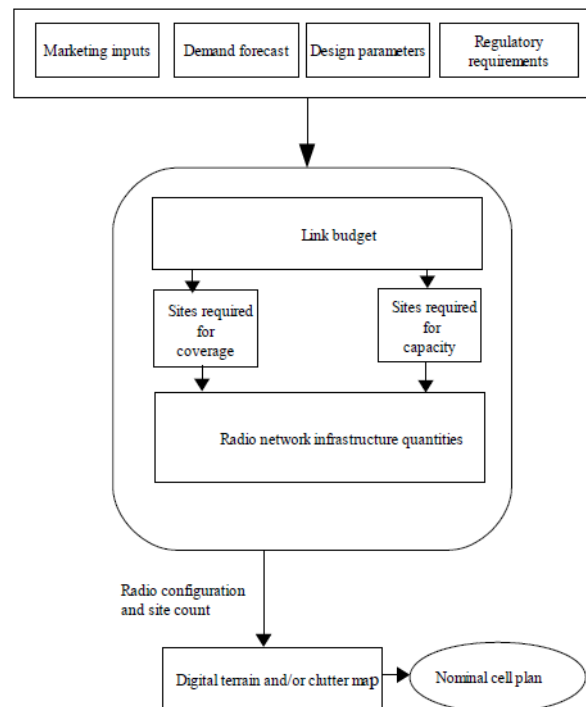 Marketing inputs
Demand forecast
Design parameters
Regulatory
requirements
Link budget
Sites required
for
coverage
Sites required
for
capacity
Radio network infrastructure quantities
Radio configuration
and site count
Digital terrain and/or clutter map
Nominal cell plan